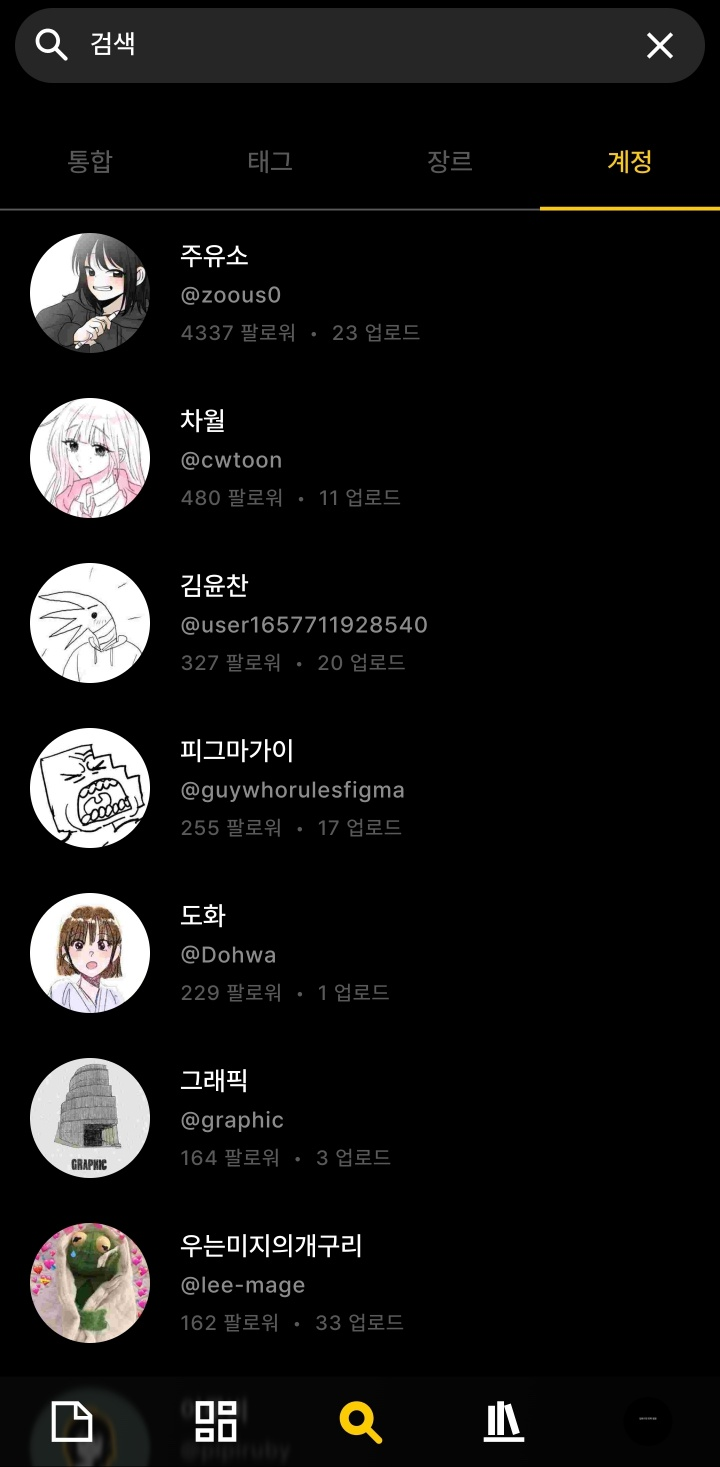 검색
통합 태그 장르 계정
주유소
@zoous0
4337 팔로워 • 23 업로드
차월
@cwtoon
480 팔로워 • 11 업로드
김윤찬
@user1657711928540
327 팔로워 • 20 업로드
피그마가이
@guywhorulesfigma
255 팔로워 • 17 업로드
도화
@Dohwa
229 팔로워 • 1 업로드
그래픽
@graphic
GRAPHIC
164 팔로워 • 3 업로드
우는미지의개구리
@lee-mage
162 팔로워 • 33 업로드